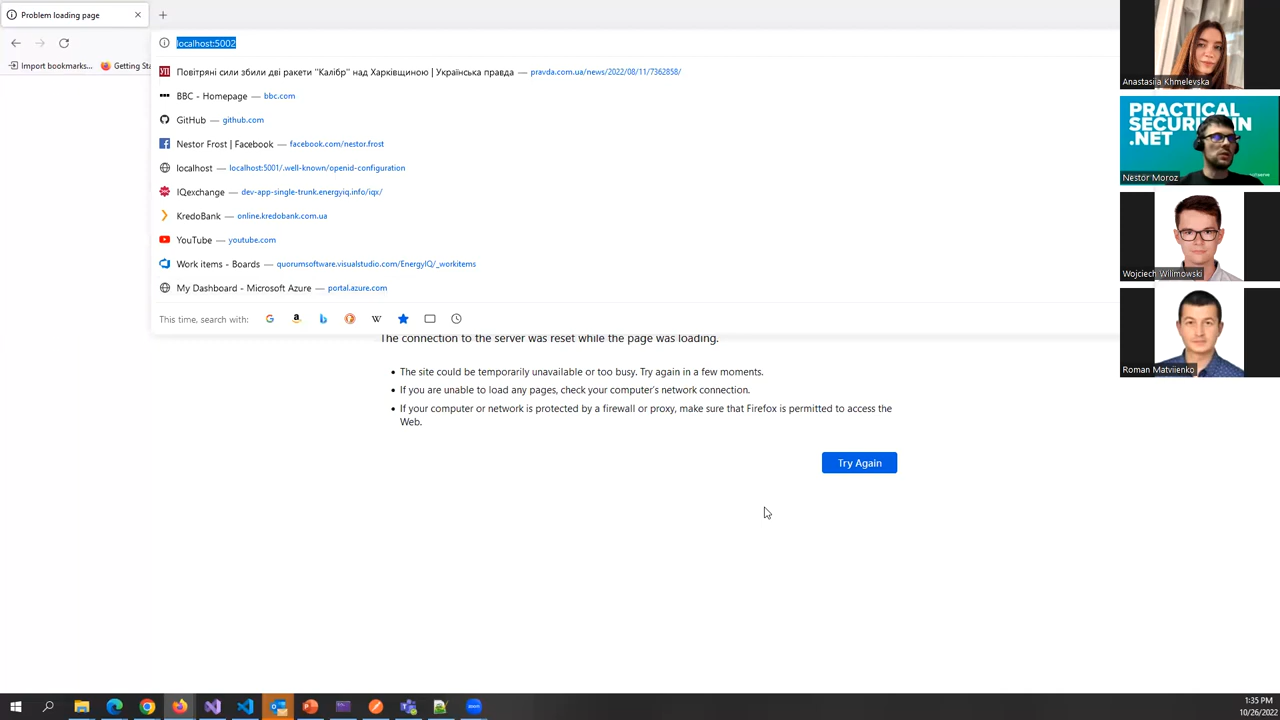 Problem loading page
localhost:5002
Import bookmarks...
Getting Sta
Повітряні сили збили дві ракети "Калібр" над Харківщиною | Українська правда — pravda.com.ua/news/2022/08/11/7362858/
BBC - Homepage — bbc.com
GitHub — github.com
Nestor Frost | Facebook — facebook.com/nestor.frost
localhost — localhost:5001/.well-known/openid-configuration
IQexchange — dev-app-single-trunk.energyiq.info/iqx/
KredoBank — online.kredobank.com.ua
YouTube — youtube.com
Work items - Boards — quorumsoftware.visualstudio.com/EnergyIQ/_workitems
My Dashboard - Microsoft Azure — portal.azure.com
This time, search with:
The connection to the server was reset while the page was loading.
The site could be temporarily unavailable or too busy. Try again in a few moments.
If you are unable to load any pages, check your computer's network connection.
If your computer or network is protected by a firewall or proxy, make sure that Firefox is permitted to access the
Web.
Try Again
Anastasiia Khmelevska
PRACTICAL
SECURITY IN
.NET
Nestor Moroz
Wojciech Wilimowski
Roman Matviienko
1:35 PM
10/26/2022